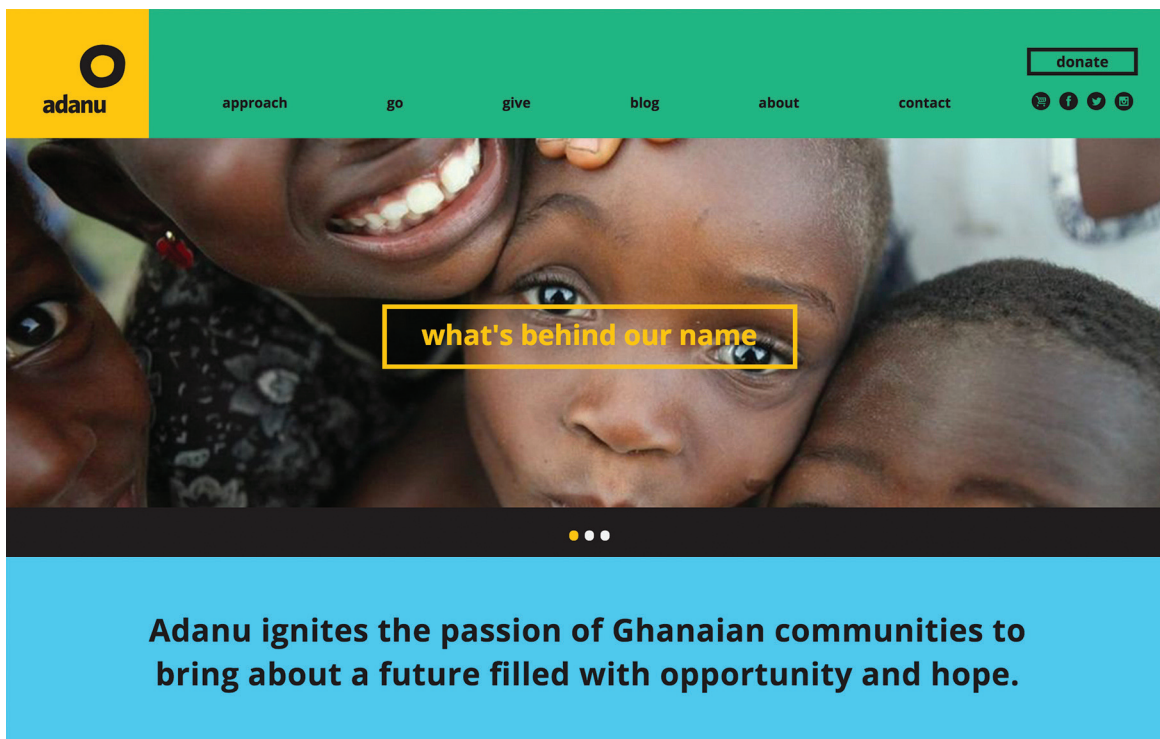 adanu
donate
approach go give blog about contact
what's behind our name
Adanu ignites the passion of Ghanaian communities to
bring about a future filled with opportunity and hope.